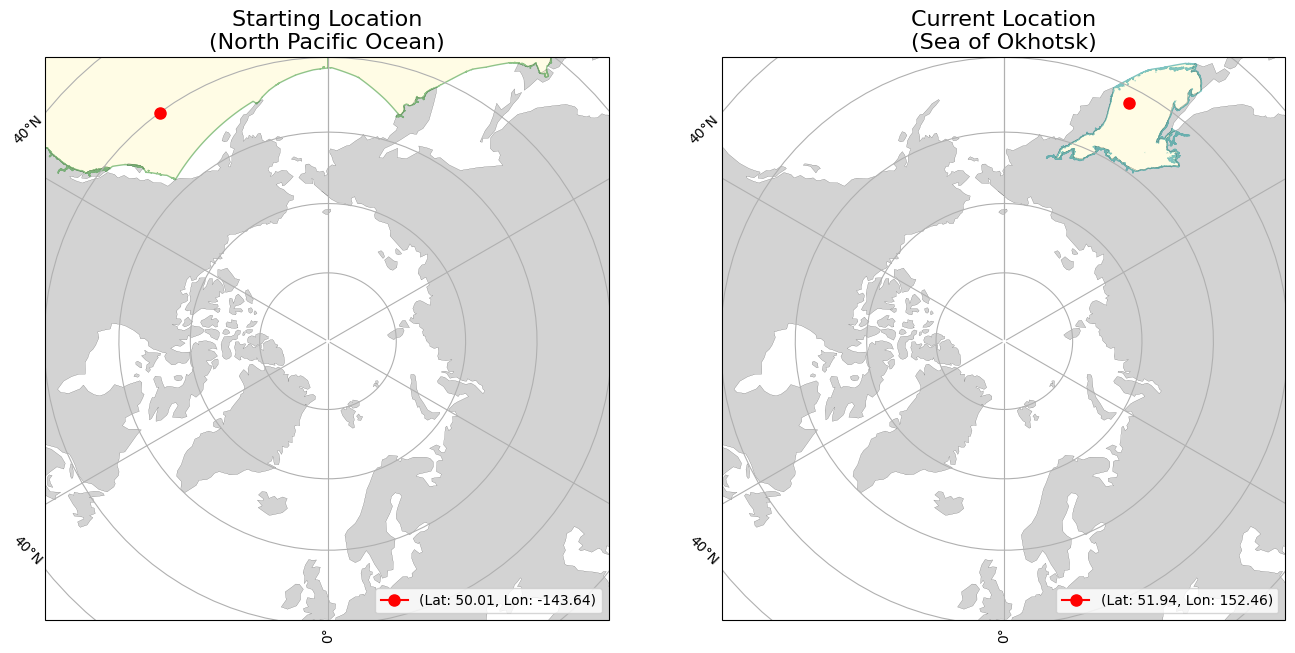 Starting Location
(North Pacific Ocean)
40°N
40°N
0°
(Lat: 50.01, Lon: -143.64)
Current Location
(Sea of Okhotsk)
40°N
40°N
0°
(Lat: 51.94, Lon: 152.46)